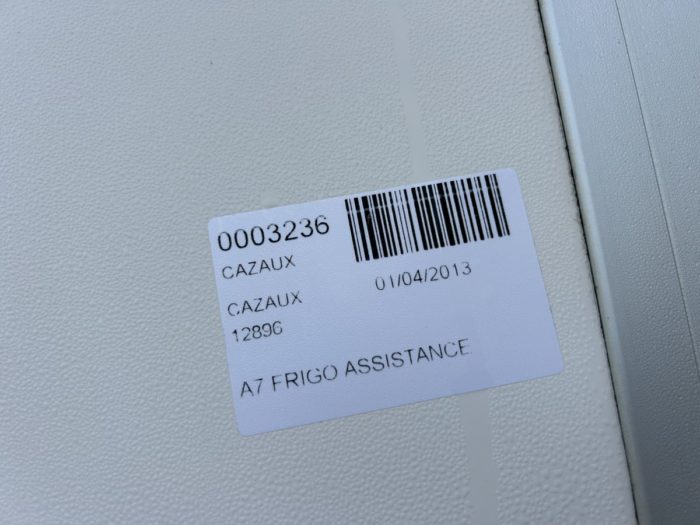 0003236
CAZAUX
01/04/2013
CAZAUX
12896
A7 FRIGO ASSISTANCE